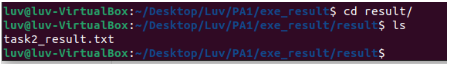 luv@luv-VirtualBox:~/Desktop/Luv/PA1/exe_result$ cd result/
luv@luv-VirtualBox:~/Desktop/Luv/PA1/exe_result/result$ ls
task2_result.txt
luv@luv-VirtualBox:~/Desktop/Luv/PA1/exe_result/result$